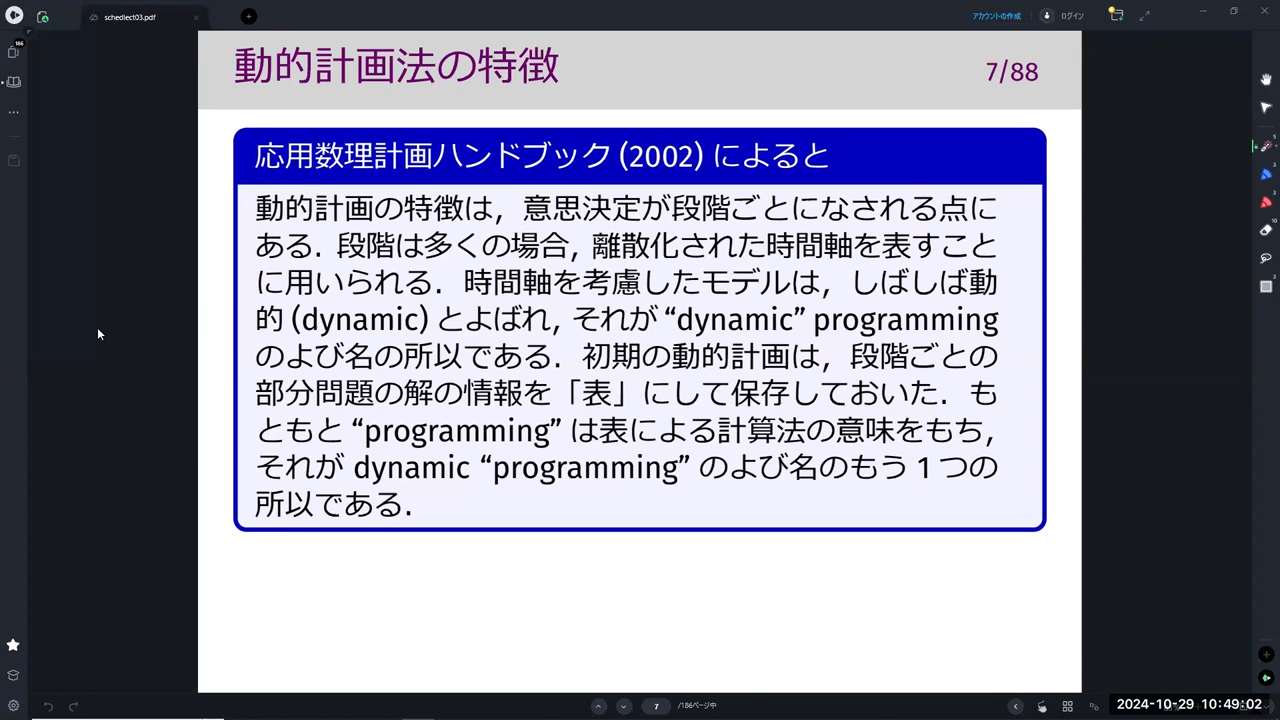 schedlect03.pdf
アカウントの作成
ログイン
186
動的計画法の特徴
7/88
応用数理計画ハンドブック (2002) によると
動的計画の特徴は，意思決定が段階ごとになされる点に
ある．段階は多くの場合, 離散化された時間軸を表すこと
に用いられる．時間軸を考慮したモデルは，しばしば動
的 (dynamic) とよばれ, それが “dynamic” programming
のよび名の所以である．初期の動的計画は，段階ごとの
部分問題の解の情報を「表」にして保存しておいた．も
ともと “programming” は表による計算法の意味をもち,
それが dynamic “programming” のよび名のもう 1 つの
所以である．
7
/186ページ中
2024-10-29 10:49:02